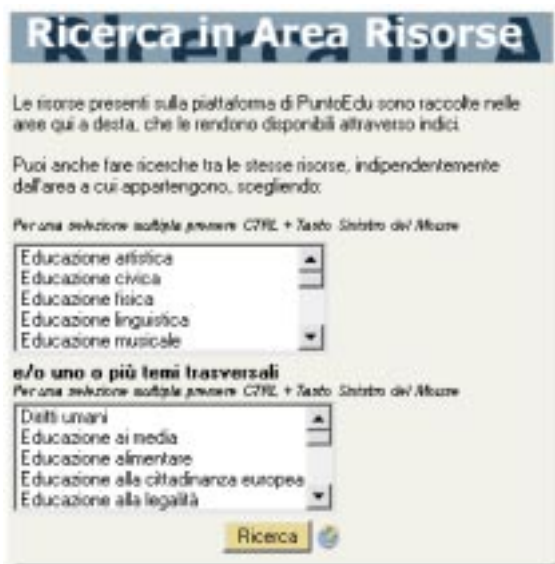 Ricerca in Area Risorse
Le risorse presenti sulla piattaforma di PuntoEdu sono raccolte nelle
aree qui a desta, che le rendono disponibili attraverso indici.
Puoi anche fare ricerche tra le stesse risorse, indipendentemente
dall'area a cui appartengono, scegliendo:
Per una selezione multipla premere CTRL + Tasto Sinistro del Mouse
Educazione artistica
Educazione civica
Educazione fisica
Educazione linguistica
Educazione musicale
e/o uno o più temi trasversali
Per una selezione multipla premere CTRL + Tasto Sinistro del Mouse
Diritti umani
Educazione ai media
Educazione alimentare
Educazione alla cittadinanza europea
Educazione alla legalità
Ricerca